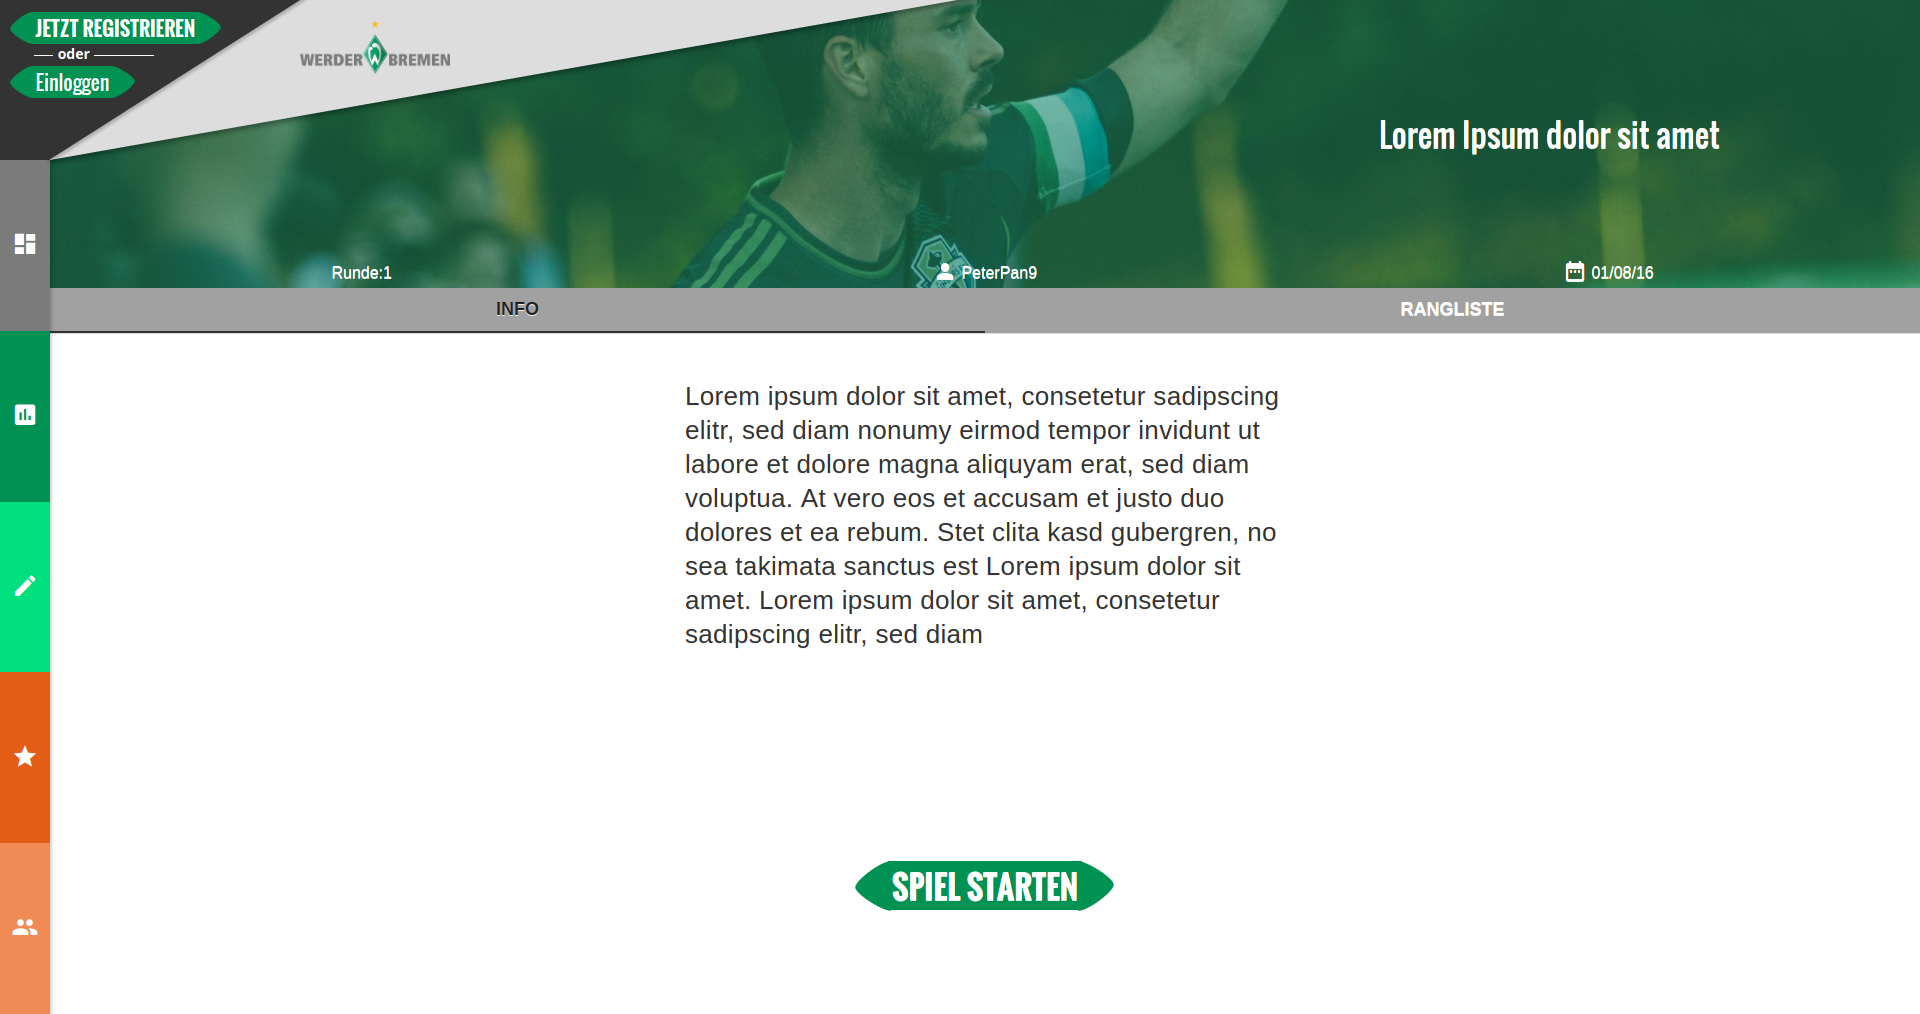 JETZT REGISTRIEREN
oder
Einloggen
WERDER BREMEN
Lorem Ipsum dolor sit amet
Runde:1
PeterPan9
01/08/16
INFO
RANGLISTE
Lorem ipsum dolor sit amet, consetetur sadipscing
elitr, sed diam nonumy eirmod tempor invidunt ut
labore et dolore magna aliquyam erat, sed diam
voluptua. At vero eos et accusam et justo duo
dolores et ea rebum. Stet clita kasd gubergren, no
sea takimata sanctus est Lorem ipsum dolor sit
amet. Lorem ipsum dolor sit amet, consetetur
sadipscing elitr, sed diam
SPIEL STARTEN